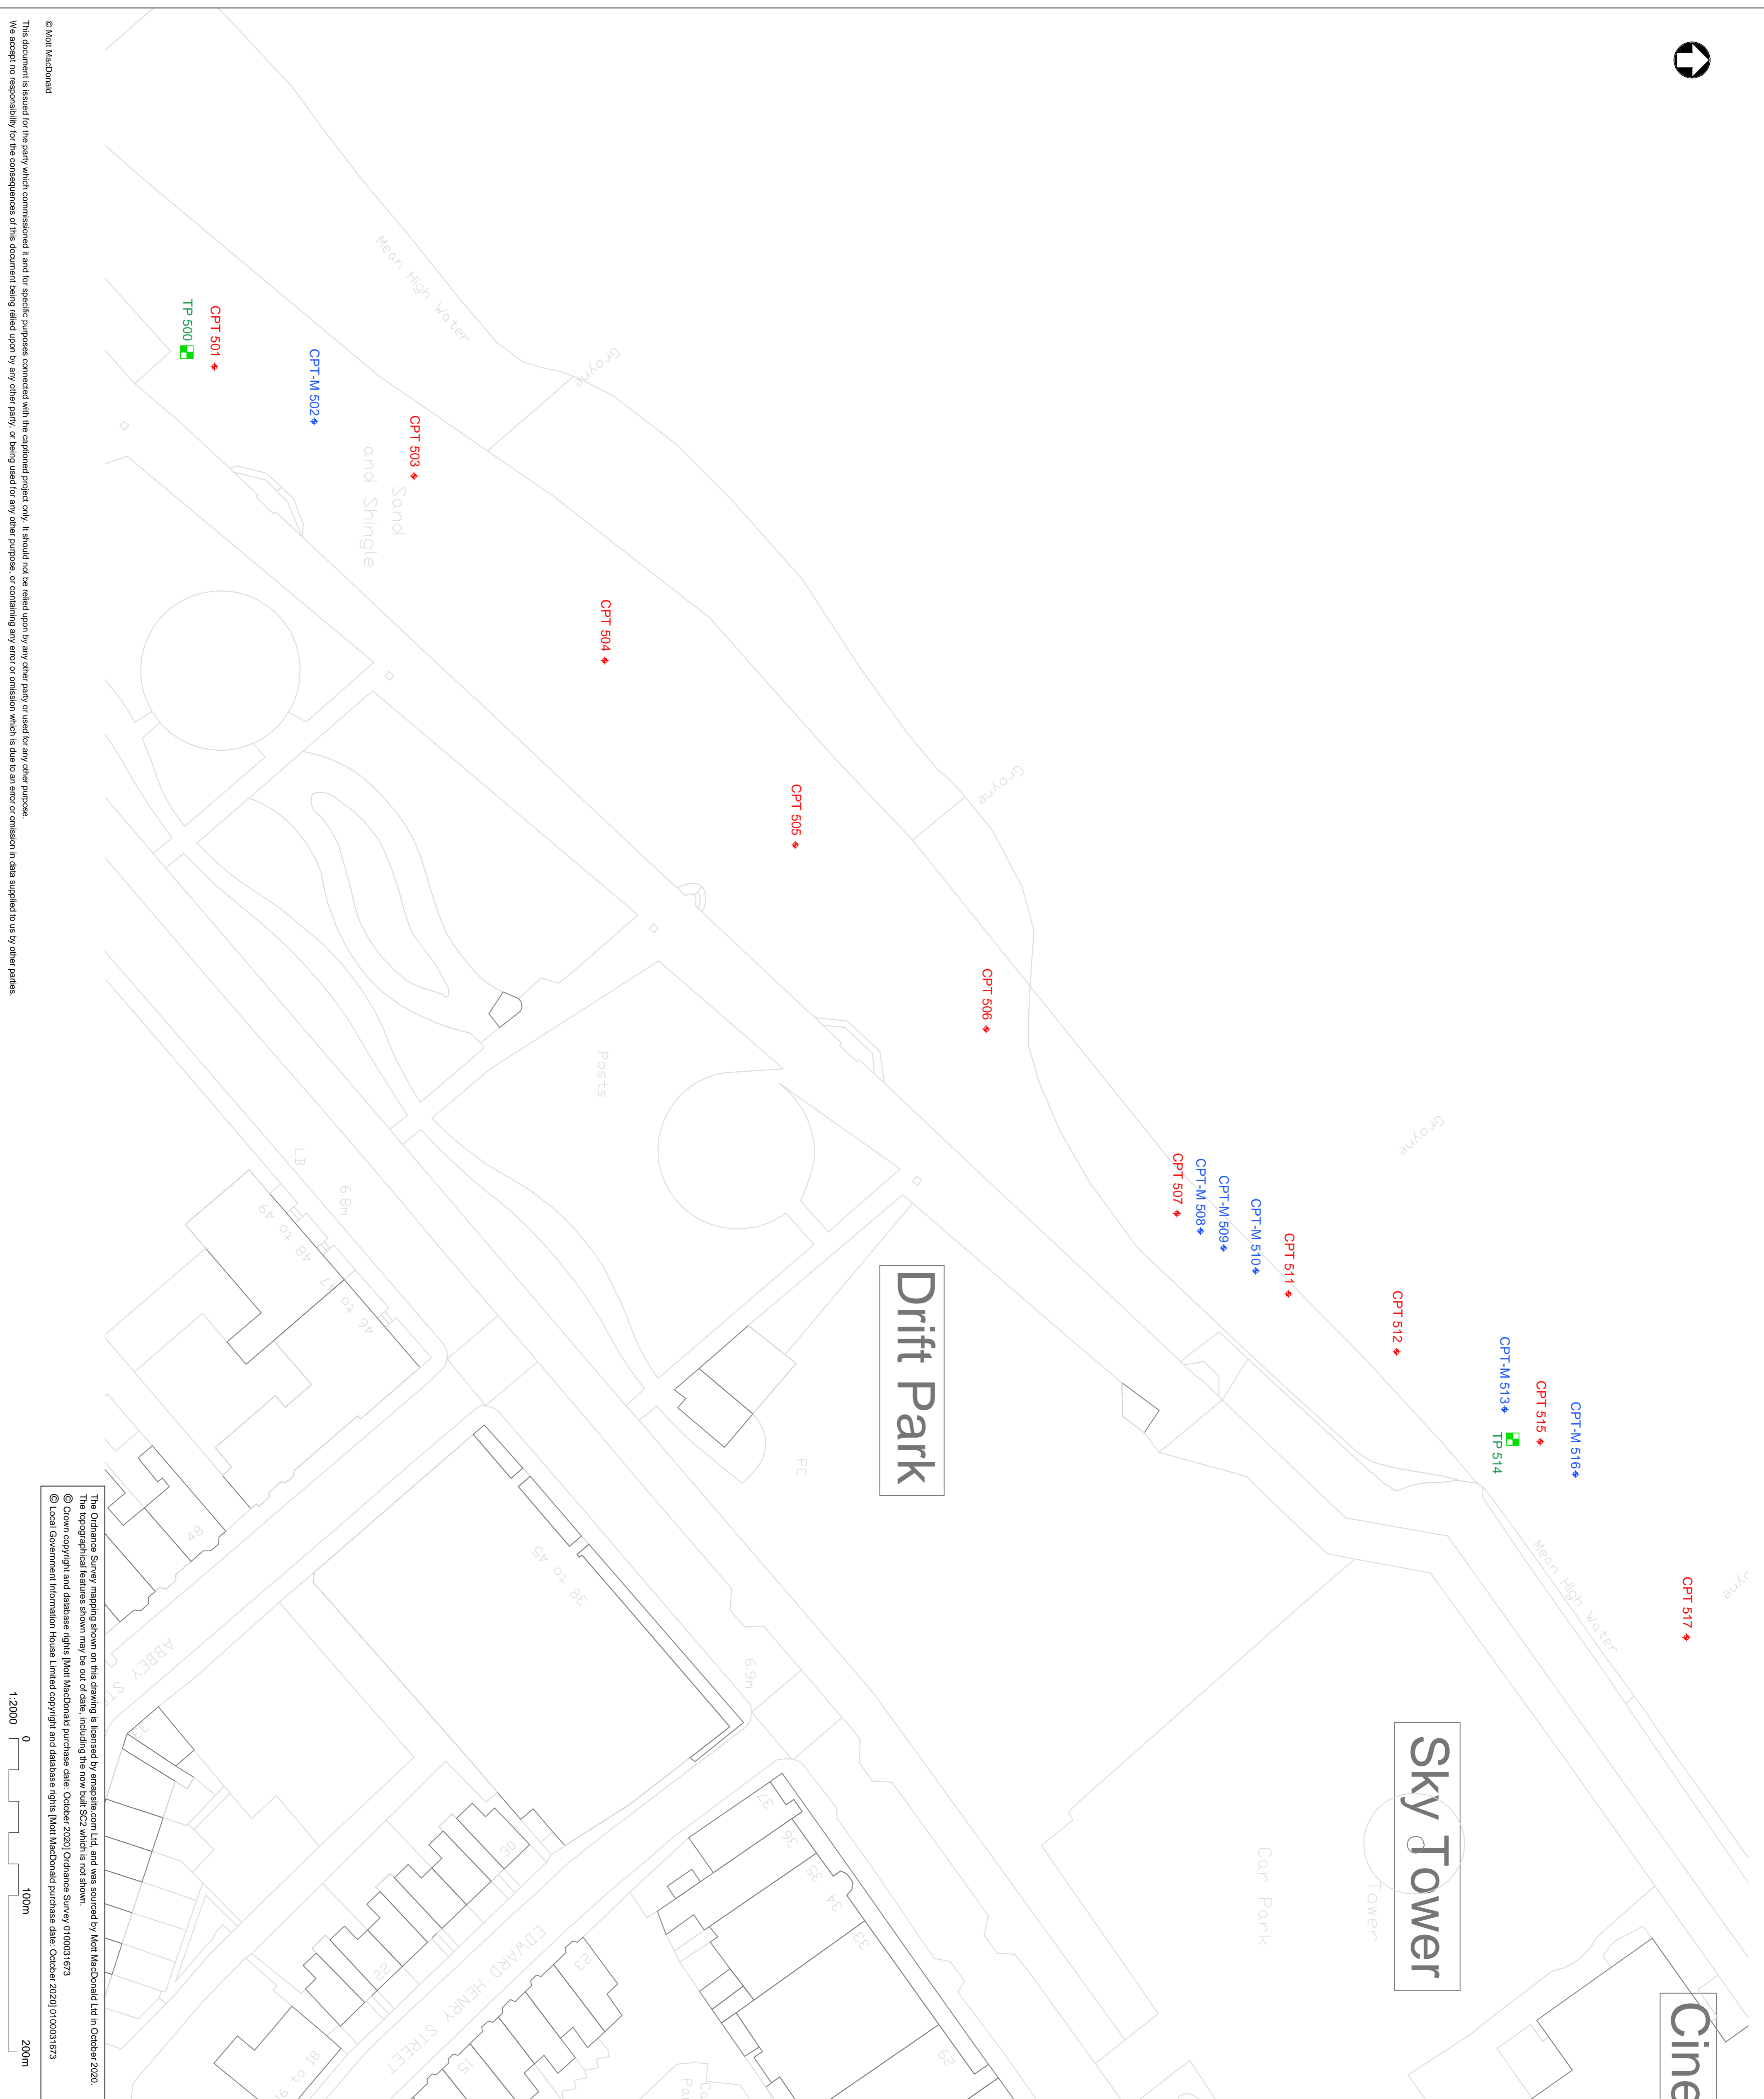 CPT 517
CPT-M 516
CPT 515
CPT-M 513
TP 514
CPT 512
CPT 511
CPT-M 510
CPT-M 509
CPT-M 508
CPT 507
CPT 506
CPT 505
CPT 504
CPT 503
CPT-M 502
CPT 501
TP 500
Cine
Sky Tower
Drift Park
Mean High Water
Groyne
Groyne
Groyne
Mean High Water
Tower
Car Park
Sand
and Shingle
Posts
PC
LB
6.8m
6.9m
46 to 47
48 to 49
38 to 45
48
33
37
36
35
34
33
29
30
22
23
15
16 to 18
ABBEY
EDWARD HENRY STREET
The Ordnance Survey mapping shown on this drawing is licensed by emapsite.com Ltd, and was sourced by Mott MacDonald Ltd in October 2020.
The topographical features shown may be out of date, including the now built SC2 which is not shown.
© Crown copyright and database rights [Mott MacDonald purchase date: October 2020] Ordnance Survey 0100031673
© Local Government Information House Limited copyright and database rights [Mott MacDonald purchase date: October 2020] 0100031673
1:2000
0
100m
200m
© Mott MacDonald
This document is issued for the party which commissioned it and for specific purposes connected with the captioned project only. It should not be relied upon by any other party or used for any other purpose.
We accept no responsibility for the consequences of this document being relied upon by any other party, or being used for any other purpose, or containing any error or omission which is due to an error or omission in data supplied to us by other parties.